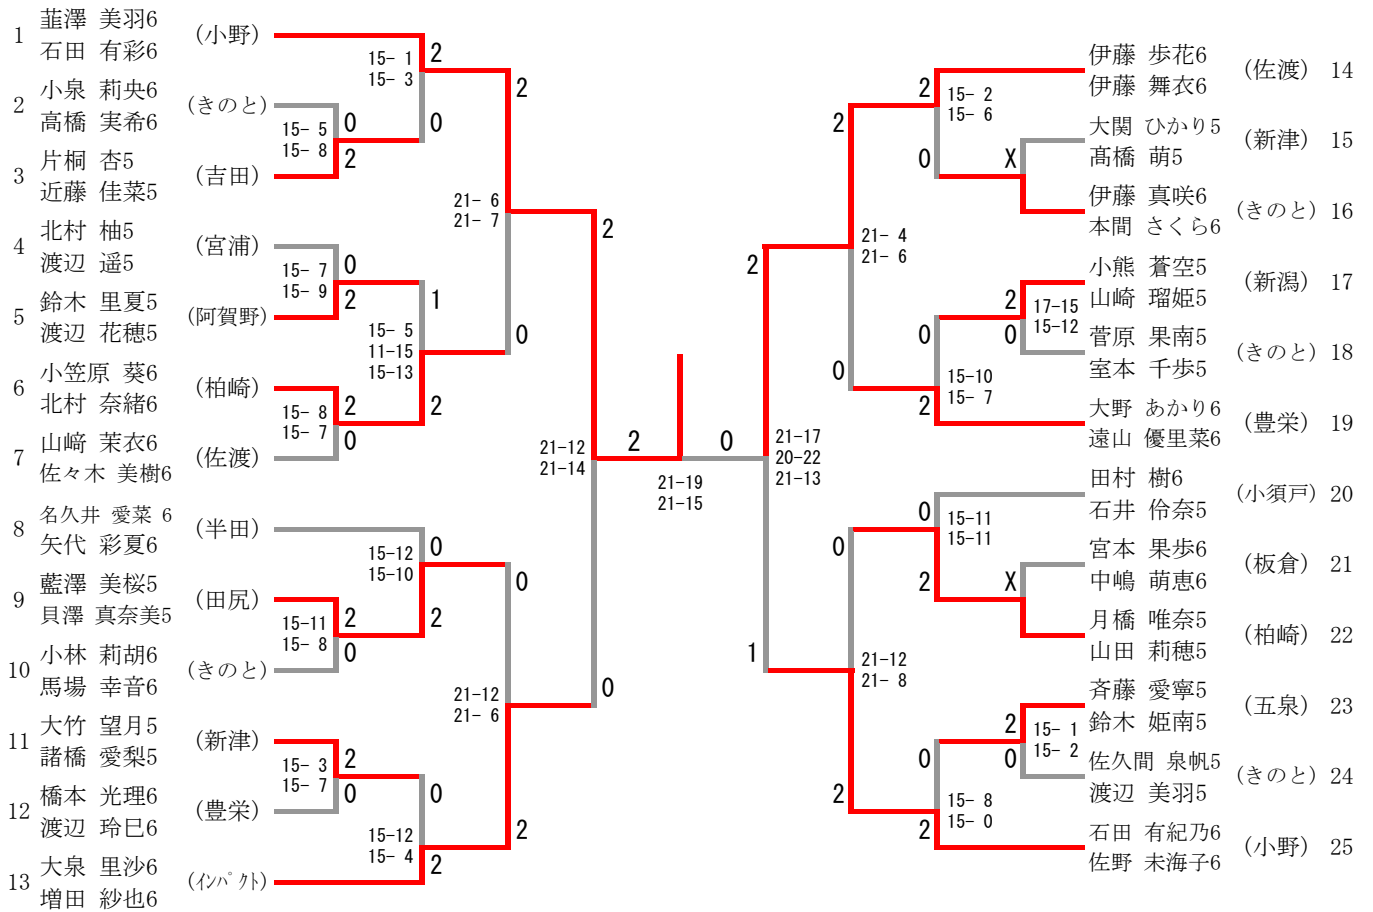 1 韮澤 美羽6 (小野)
石田 有彩6
2 小泉 莉央6 (きのと)
高橋 実希6
3 片桐 杏5 (吉田)
近藤 佳菜5
4 北村 柚5 (宮浦)
渡辺 遥5
5 鈴木 里夏5 (阿賀野)
渡辺 花穂5
6 小笠原 葵6 (柏崎)
北村 奈緒6
7 山﨑 茉衣6 (佐渡)
佐々木 美樹6
8 名久井 愛菜 6 (半田)
矢代 彩夏6
9 藍澤 美桜5 (田尻)
貝澤 真奈美5
10 小林 莉胡6 (きのと)
馬場 幸音6
11 大竹 望月5 (新津)
諸橋 愛梨5
12 橋本 光理6 (豊栄)
渡辺 玲巳6
13 大泉 里沙6 (インパクト)
増田 紗也6
15- 1
15- 3
2
0
15- 5
15- 8
0
2
15- 7
15- 9
0
2
15- 5
11-15
15-13
1
2
15- 8
15- 7
2
0
21- 6
21- 7
2
0
15-12
15-10
0
2
15-11
15- 8
2
0
15- 3
15- 7
2
0
15-12
15- 4
0
2
21-12
21- 6
0
2
21-12
21-14
2
0
2
0
21-19
21-15
21-17
20-22
21-13
2
1
21- 4
21- 6
2
0
15- 2
15- 6
2
0
X
17-15
15-12
2
0
15-10
15- 7
0
2
15-11
15-11
0
2
X
21-12
21- 8
0
2
15- 1
15- 2
2
0
15- 8
15- 0
0
2
伊藤 歩花6 (佐渡) 14
伊藤 舞衣6
大関 ひかり5 (新津) 15
髙橋 萌5
伊藤 真咲6 (きのと) 16
本間 さくら6
小熊 蒼空5 (新潟) 17
山崎 瑠姫5
菅原 果南5 (きのと) 18
室本 千歩5
大野 あかり6 (豊栄) 19
遠山 優里菜6
田村 樹6 (小須戸) 20
石井 伶奈5
宮本 果歩6 (板倉) 21
中嶋 萌恵6
月橋 唯奈5 (柏崎) 22
山田 莉穂5
斉藤 愛寧5 (五泉) 23
鈴木 姫南5
佐久間 泉帆5 (きのと) 24
渡辺 美羽5
石田 有紀乃6 (小野) 25
佐野 未海子6